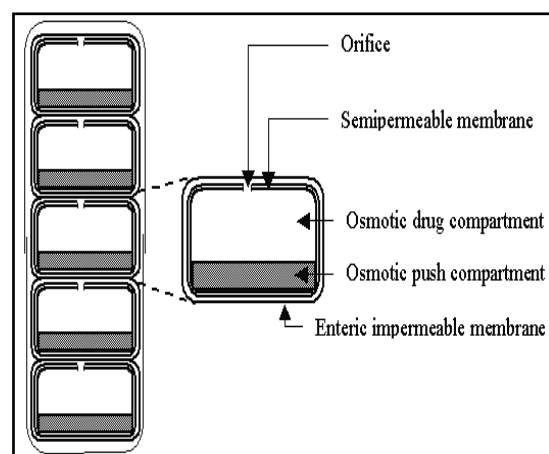 Orifice
Semipermeable membrane
Osmotic drug compartment
Osmotic push compartment
Enteric impermeable membrane